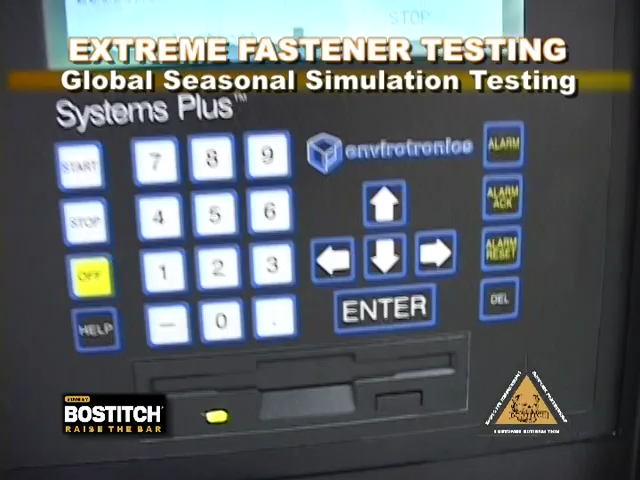 STOP
EXTREME FASTENER TESTING
Global Seasonal Simulation Testing
Systems Plus™
START
7
8
9
envirotronics
ALARM
STOP
4
5
6
ALARM
ACK
OFF
1
2
3
ALARM
RESET
HELP
-
0
.
ENTER
DEL
STANLEY
BOSTITCH
RAISE THE BAR